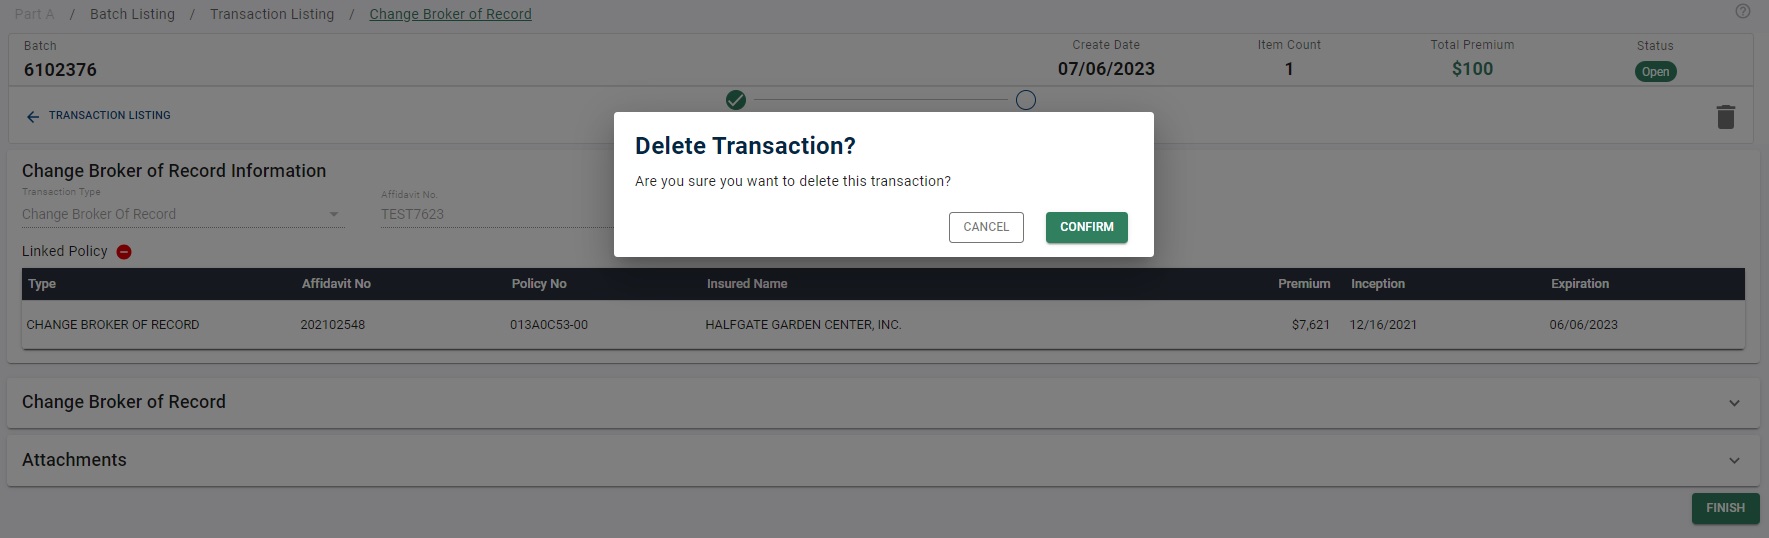 Part A / Batch Listing / Transaction Listing / Change Broker of Record
Batch Create Date Item Count Total Premium Status
6102376 07/06/2023 1 $100 Open
TRANSACTION LISTING
Delete Transaction?
Are you sure you want to delete this transaction?
CANCEL CONFIRM
Change Broker of Record Information
Transaction Type Affidavit No.
Change Broker Of Record TEST7623
Linked Policy
Type Affidavit No Policy No Insured Name Premium Inception Expiration
CHANGE BROKER OF RECORD 202102548 013A0C53-00 HALFGATE GARDEN CENTER, INC. $7,621 12/16/2021 06/06/2023
Change Broker of Record
Attachments
FINISH